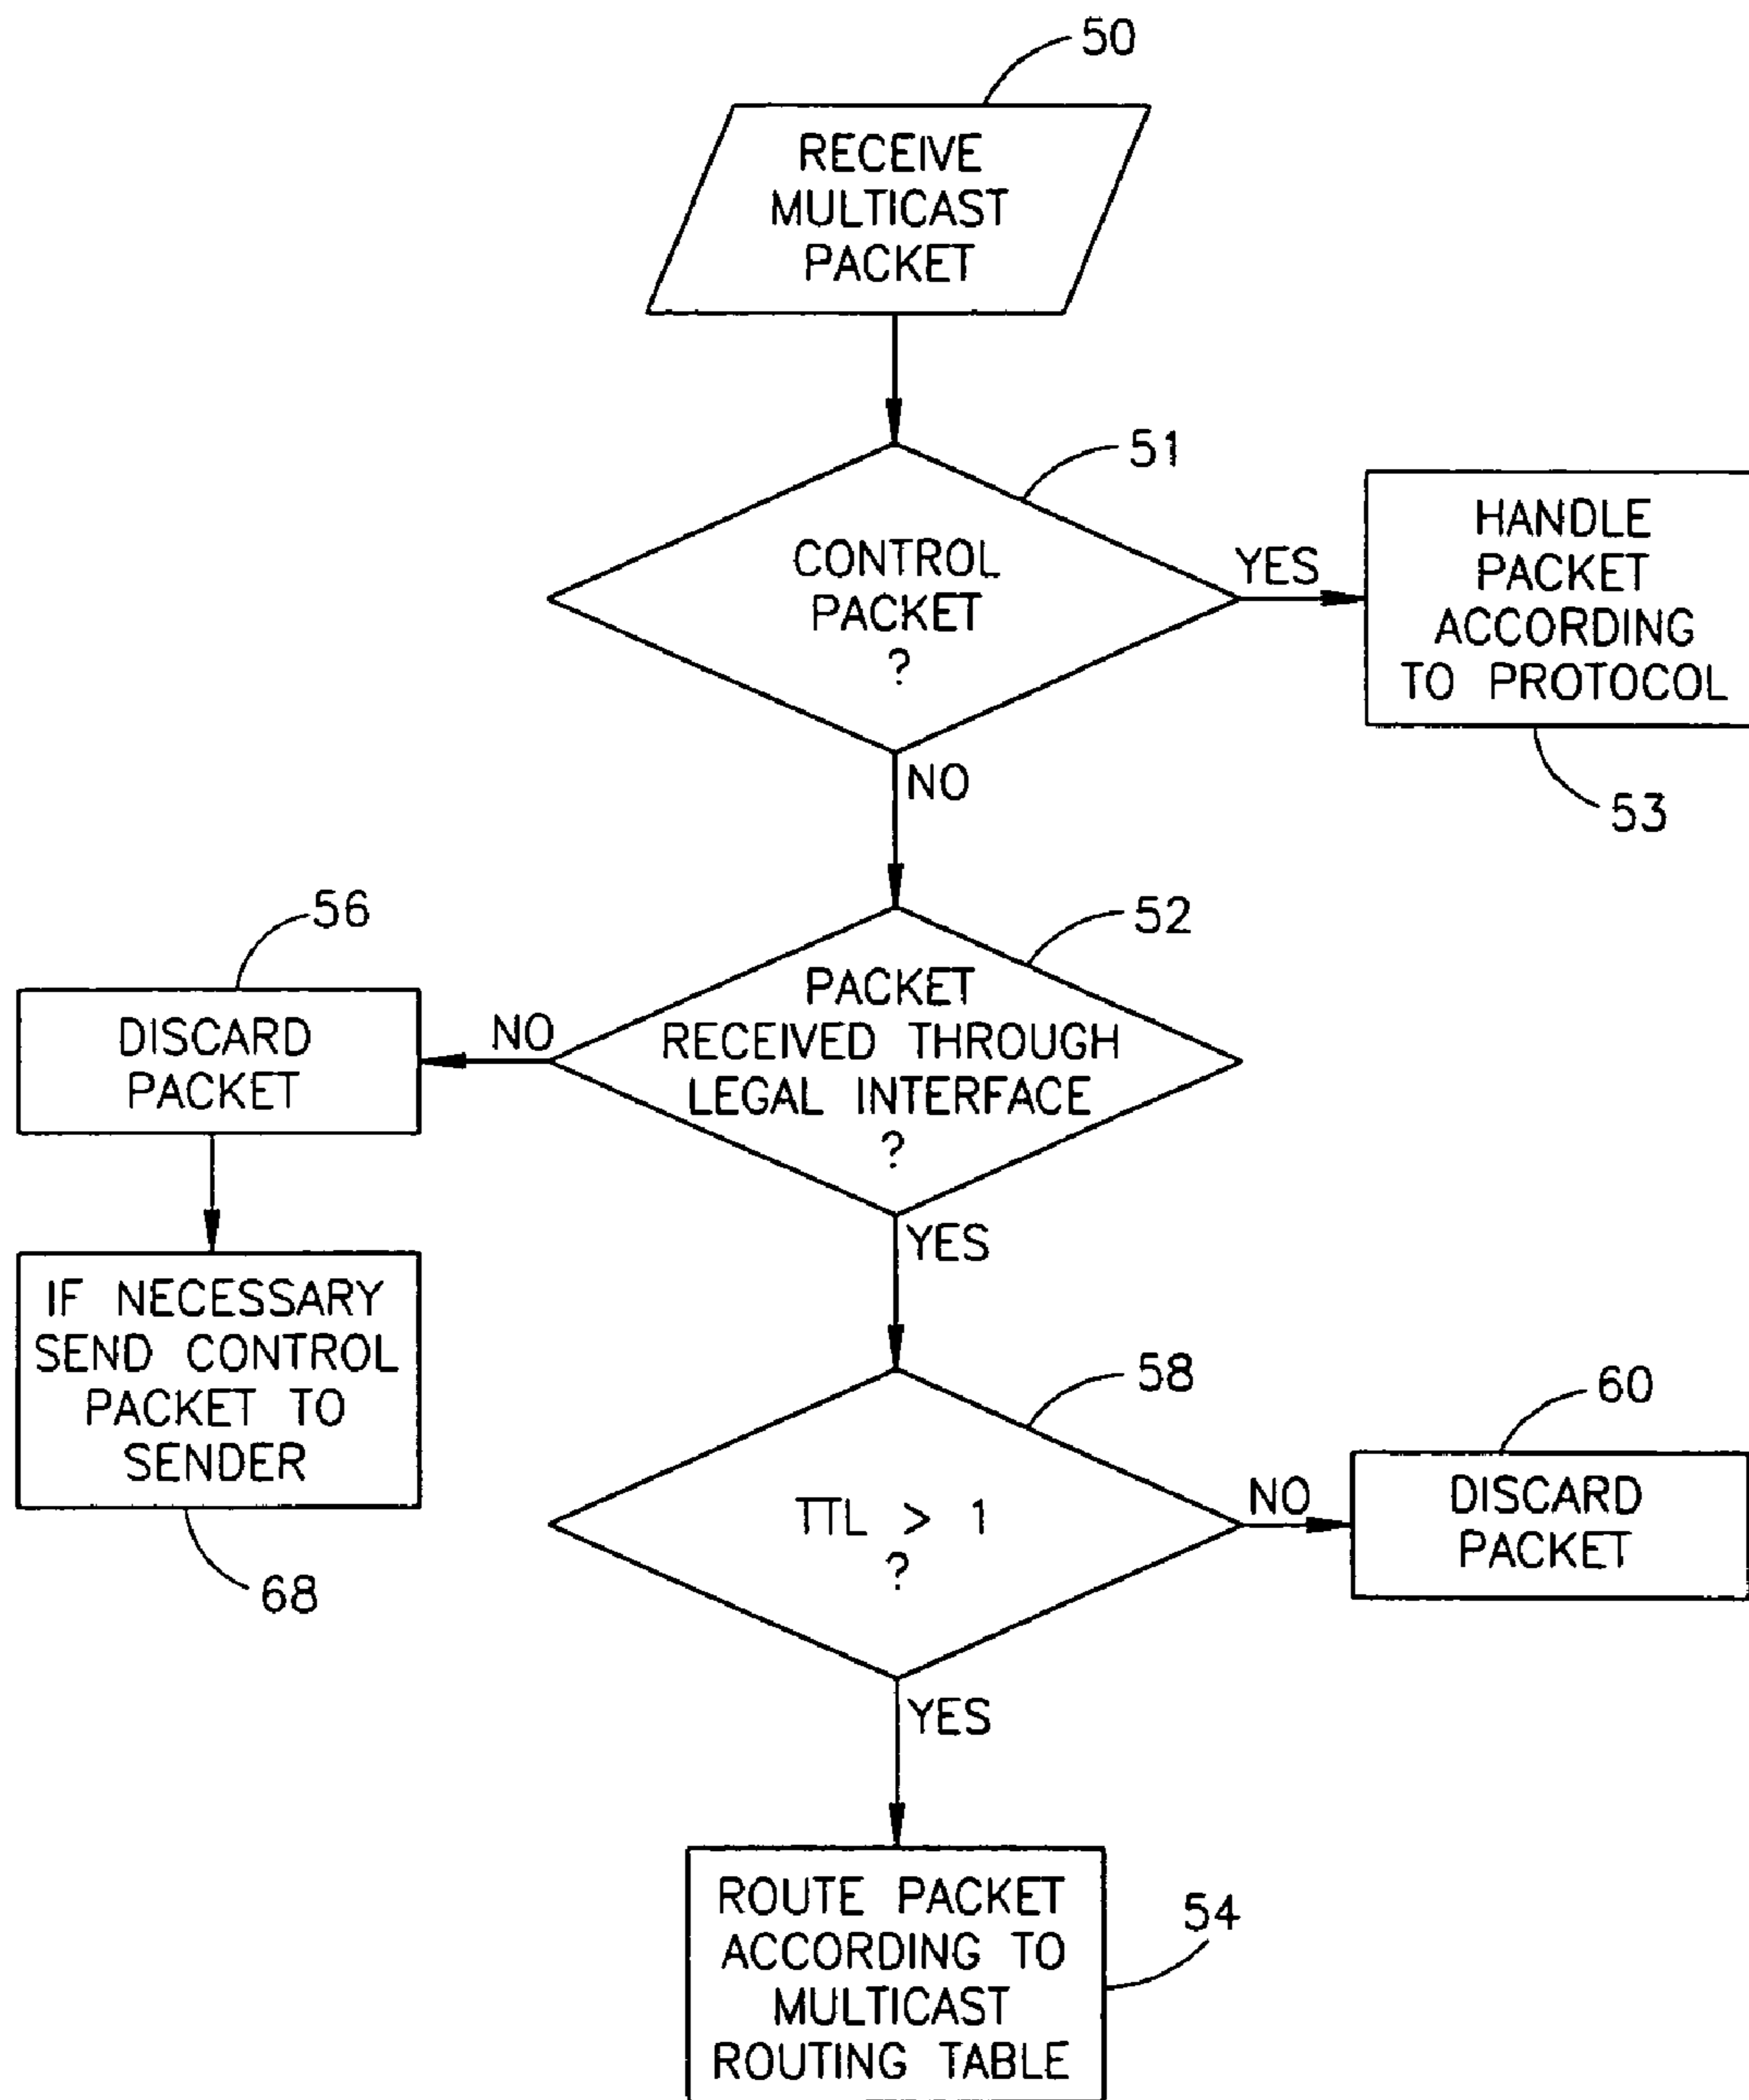 50
RECEIVE
MULTICAST
PACKET
51
CONTROL
PACKET
?
YES
HANDLE
PACKET
ACCORDING
TO PROTOCOL
53
NO
52
PACKET
RECEIVED THROUGH
LEGAL INTERFACE
?
NO
56
DISCARD
PACKET
IF NECESSARY
SEND CONTROL
PACKET TO
SENDER
68
YES
58
TTL > 1
?
NO
60
DISCARD
PACKET
YES
ROUTE PACKET
ACCORDING TO
MULTICAST
ROUTING TABLE
54